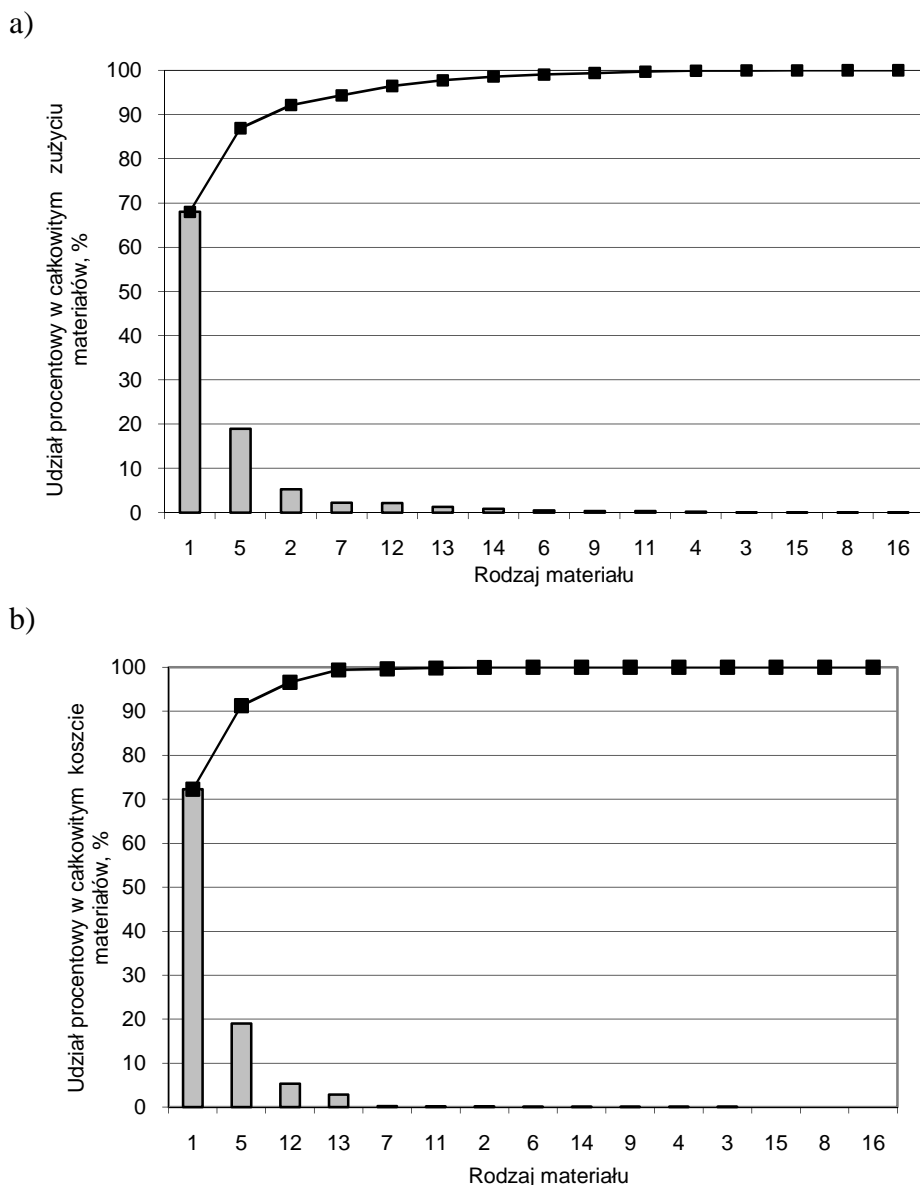 a)
100
90
80
70
60
50
40
30
20
10
0
Udział procentowy w całkowitym zużyciu
materiałów, %
1 5 2 7 12 13 14 6 9 11 4 3 15 8 16
Rodzaj materiału
b)
100
90
80
70
60
50
40
30
20
10
0
Udział procentowy w całkowitym koszcie
materiałów, %
1 5 12 13 7 11 2 6 14 9 4 3 15 8 16
Rodzaj materiału